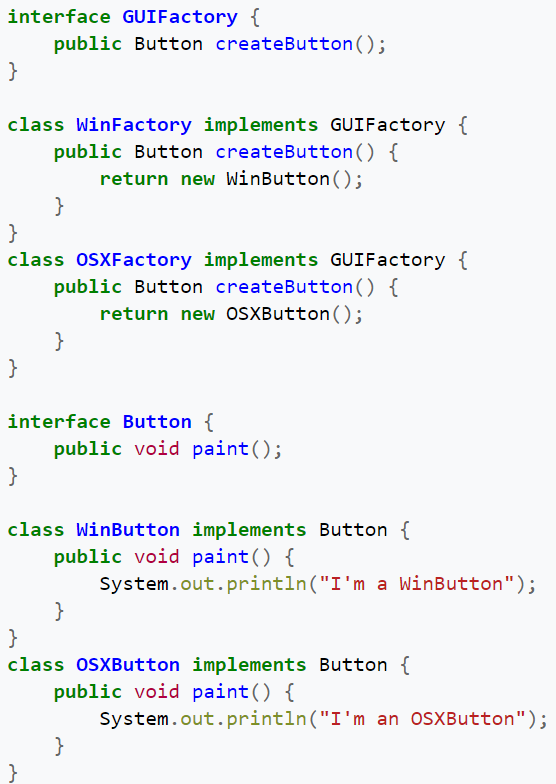 interface GUIFactory {
    public Button createButton();
}

class WinFactory implements GUIFactory {
    public Button createButton() {
        return new WinButton();
    }
}
class OSXFactory implements GUIFactory {
    public Button createButton() {
        return new OSXButton();
    }
}

interface Button {
    public void paint();
}

class WinButton implements Button {
    public void paint() {
        System.out.println("I'm a WinButton");
    }
}
class OSXButton implements Button {
    public void paint() {
        System.out.println("I'm an OSXButton");
    }
}